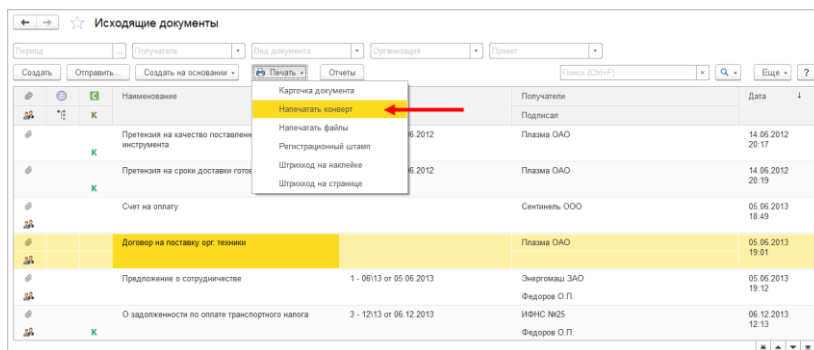 Исходящие документы
Период ... Получатель Вид документа Организация Проект
Создать Отправить... Создать на основании Печать Отчеты Поиск (Ctrl+F) × Еще ?
Карточка документа
Напечатать конверт
Напечатать файлы
Регистрационный штамп
Штрихкод на наклейке
Штрихкод на странице
Наименование Получатели Дата ↓
К Подписал
Претензия на качество поставленн 6.2012 Плазма ОАО 14.06.2012
инструмента 20:17
К
Претензия на сроки доставки готов 6.2012 Плазма ОАО 14.06.2012
20:19
К
Счет на оплату Сентинель ООО 05.06.2013
18:49
Договор на поставку орг. техники Плазма ОАО 05.06.2013
19:01
Предложение о сотрудничестве 1 - 06\13 от 05.06.2013 Энергомаш ЗАО 05.06.2013
19:12
Федоров О.П.
О задолженности по оплате транспортного налога 3 - 12\13 от 06.12.2013 ИФНС №25 06.12.2013
12:13
К Федоров О.П.